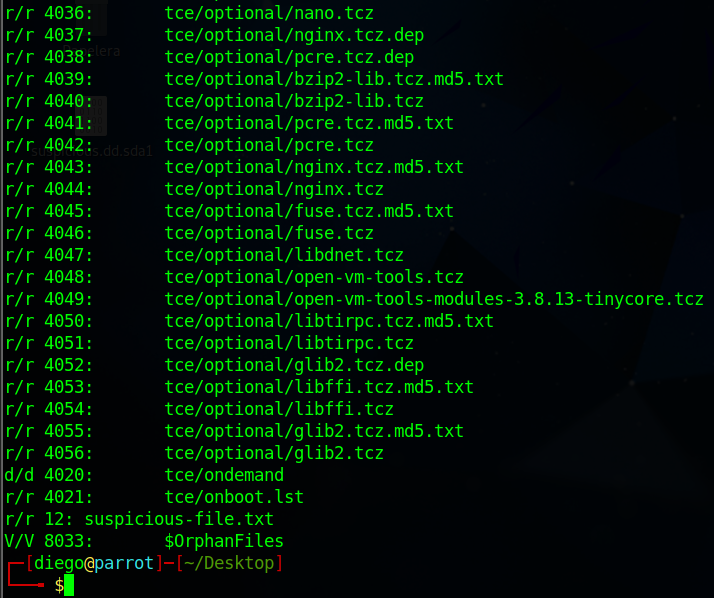 r/r 4036:	tce/optional/nano.tcz
r/r 4037:	tce/optional/nginx.tcz.dep
r/r 4038:	tce/optional/pcre.tcz.dep
r/r 4039:	tce/optional/bzip2-lib.tcz.md5.txt
r/r 4040:	tce/optional/bzip2-lib.tcz
r/r 4041:	tce/optional/pcre.tcz.md5.txt
r/r 4042:	tce/optional/pcre.tcz
r/r 4043:	tce/optional/nginx.tcz.md5.txt
r/r 4044:	tce/optional/nginx.tcz
r/r 4045:	tce/optional/fuse.tcz.md5.txt
r/r 4046:	tce/optional/fuse.tcz
r/r 4047:	tce/optional/libdnet.tcz
r/r 4048:	tce/optional/open-vm-tools.tcz
r/r 4049:	tce/optional/open-vm-tools-modules-3.8.13-tinycore.tcz
r/r 4050:	tce/optional/libtirpc.tcz.md5.txt
r/r 4051:	tce/optional/libtirpc.tcz
r/r 4052:	tce/optional/glib2.tcz.dep
r/r 4053:	tce/optional/libffi.tcz.md5.txt
r/r 4054:	tce/optional/libffi.tcz
r/r 4055:	tce/optional/glib2.tcz.md5.txt
r/r 4056:	tce/optional/glib2.tcz
d/d 4020:	tce/ondemand
r/r 4021:	tce/onboot.lst
r/r 12: suspicious-file.txt
V/V 8033:	$OrphanFiles
┌─[diego@parrot]─[~/Desktop]
└──╼ $